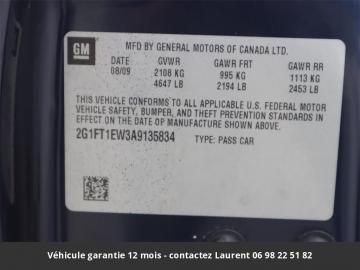 GM
MFD BY GENERAL MOTORS OF CANADA LTD.
DATE GVWR GAWR FRT GAWR RR
08/09 2108 KG 995 KG 1113 KG
4647 LB 2194 LB 2453 LB
THIS VEHICLE CONFORMS TO ALL APPLICABLE U.S. FEDERAL MOTOR
VEHICLE SAFETY, BUMPER, AND THEFT PREVENTION STANDARDS
IN EFFECT ON THE DATE OF MANUFACTURE SHOWN ABOVE.
2G1FT1EW3A9135834 TYPE: PASS CAR
Véhicule garantie 12 mois - contactez Laurent 06 98 22 51 82